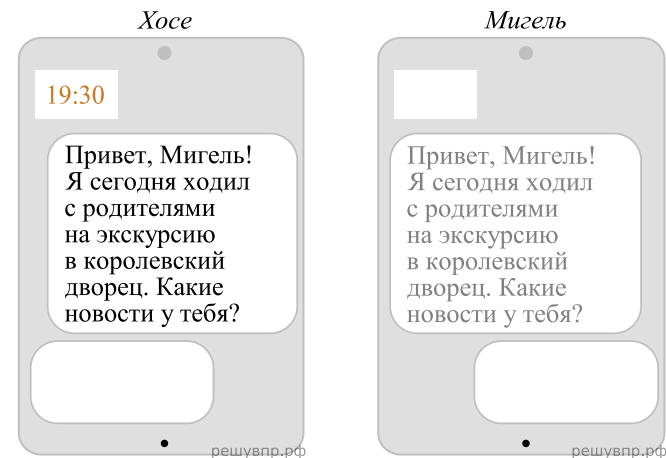 Хосе
19:30
Привет, Мигель!
Я сегодня ходил
с родителями
на экскурсию
в королевский
дворец. Какие
новости у тебя?
решувпр.рф
Мигель
Привет, Мигель!
Я сегодня ходил
с родителями
на экскурсию
в королевский
дворец. Какие
новости у тебя?
решувпр.рф